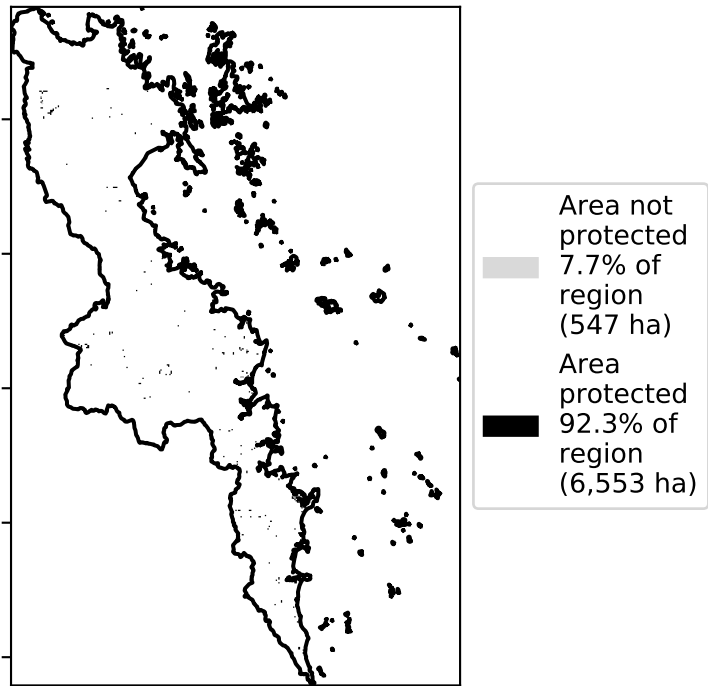 Area not
protected
7.7% of
region
(547 ha)
Area
protected
92.3% of
region
(6,553 ha)